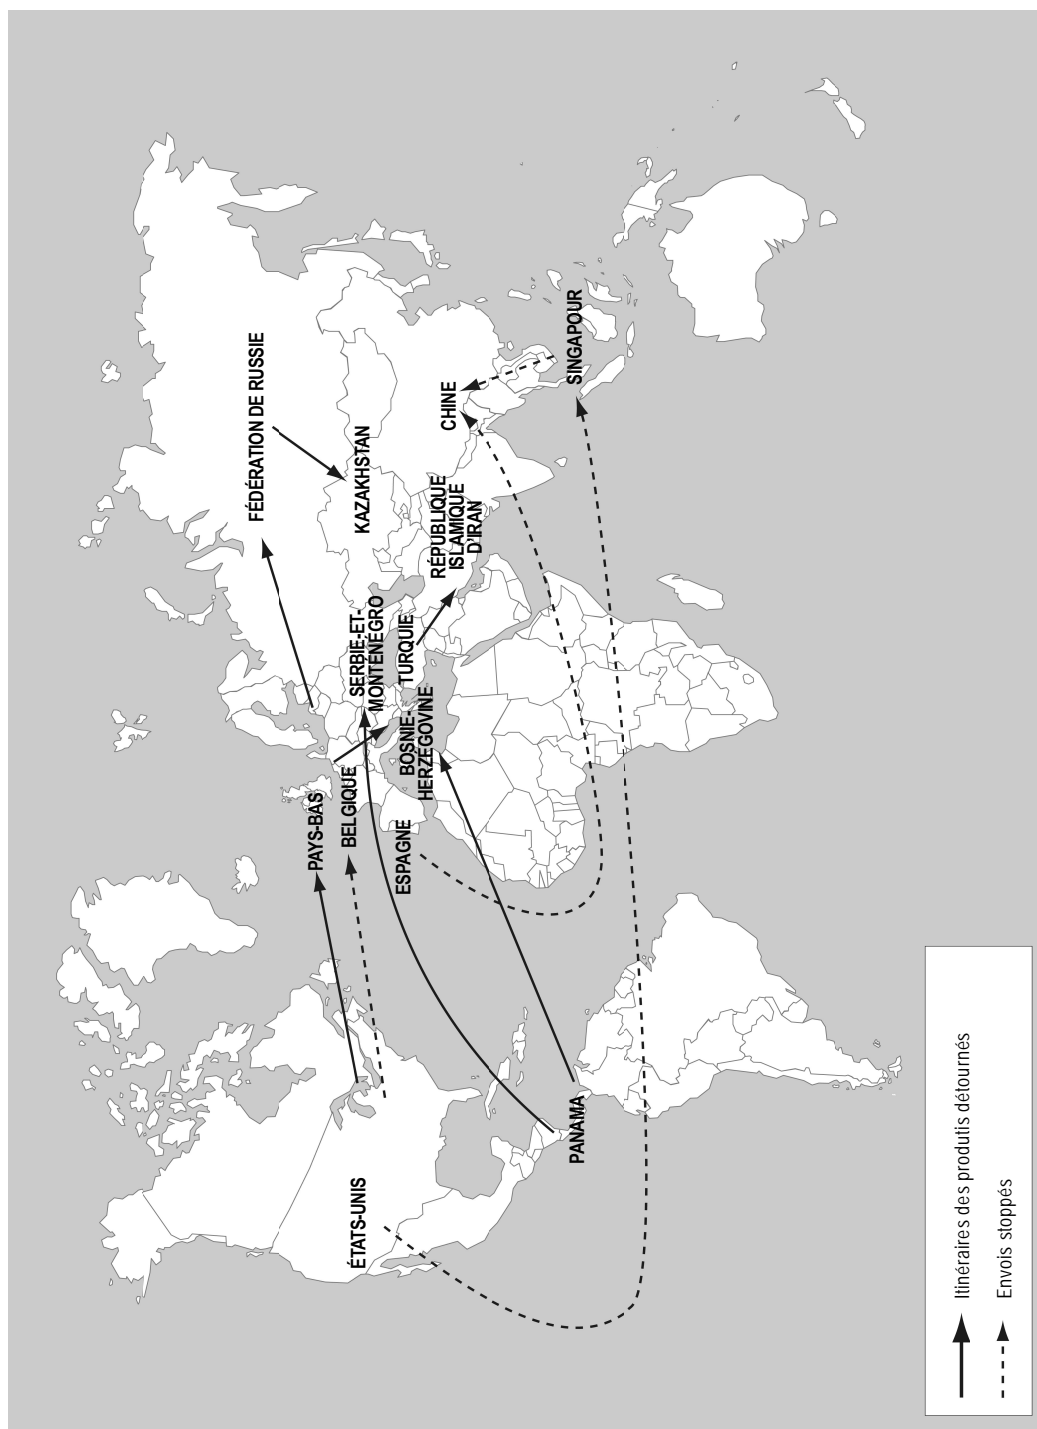 FÉDÉRATION DE RUSSIE
KAZAKHSTAN
CHINE
SINGAPOUR
RÉPUBLIQUE
ISLAMIQUE
D'IRAN
SERBIE-ET-
MONTÉNÉGRO
TURQUIE
BOSNIE-
HERZÉGOVINE
PAYS-BAS
BELGIQUE
ESPAGNE
ÉTATS-UNIS
PANAMA
Itinéraires des produtis détournés
Envois stoppés